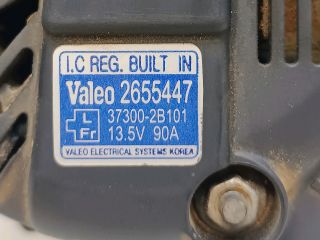 I.C REG. BUILT IN
Valeo 2655447
L 37300-2B101
Fr 13.5V 90A
VALEO ELECTRICAL SYSTEMS KOREA